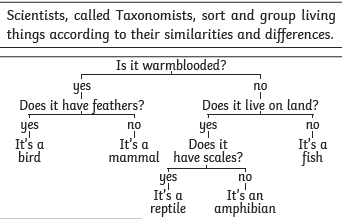 Scientists, called Taxonomists, sort and group living
things according to their similarities and differences.
Is it warmblooded?
yes no
Does it have feathers? Does it live on land?
yes no yes no
It's a It's a Does it It's a
bird mammal have scales? fish
yes no
It's a It's an
reptile amphibian